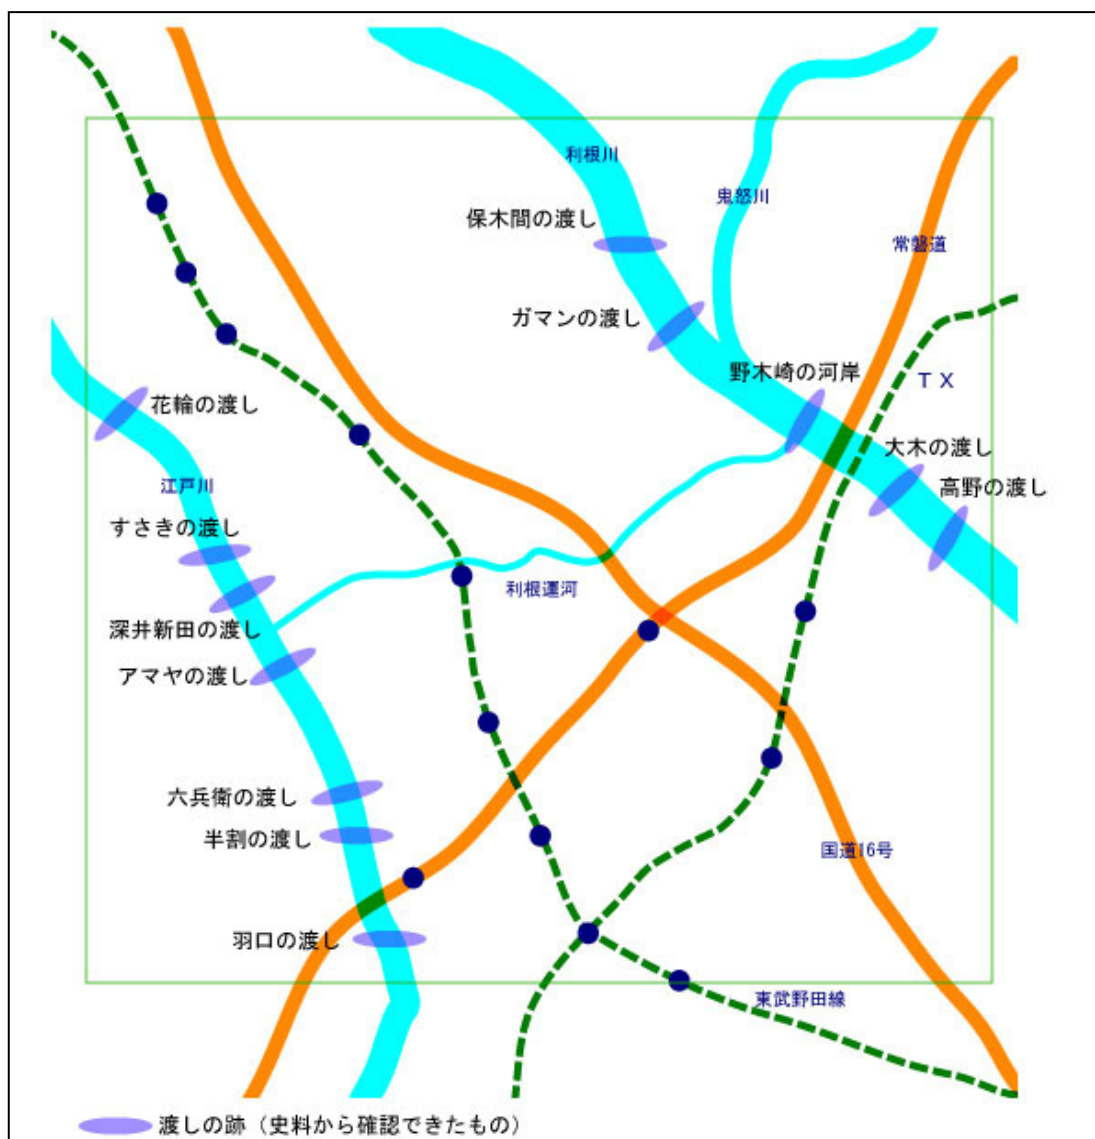 利根川
鬼怒川
保木間の渡し
常磐道
ガマンの渡し
野木崎の河岸
TX
花輪の渡し
大木の渡し
江戸川
高野の渡し
すさきの渡し
利根運河
深井新田の渡し
アマヤの渡し
六兵衛の渡し
半割の渡し
国道16号
羽口の渡し
東武野田線
渡しの跡（史料から確認できたもの）